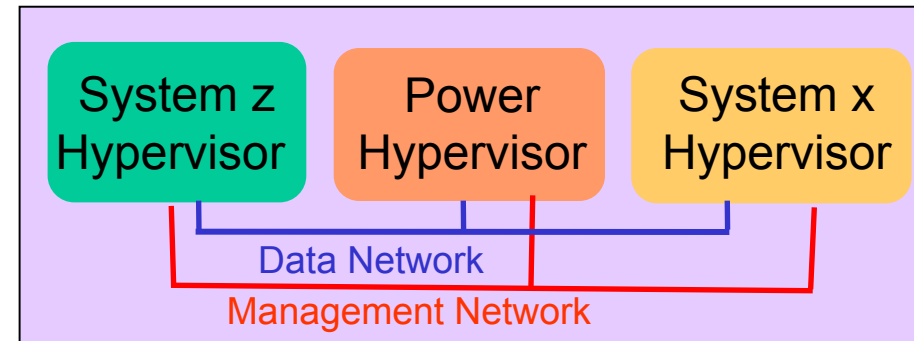 System z
Hypervisor
Power
Hypervisor
System x
Hypervisor
Data Network
Management Network